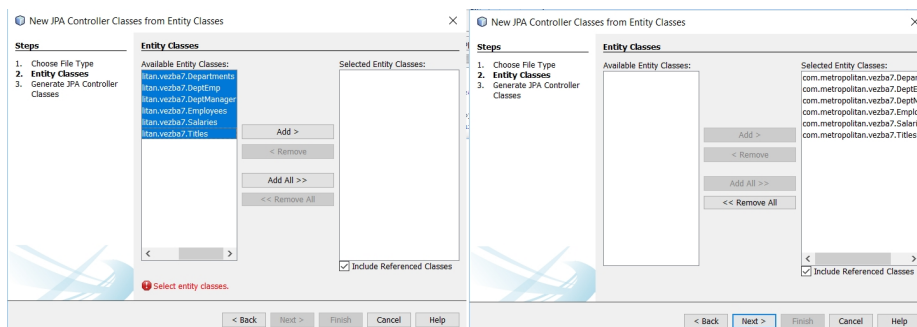 New JPA Controller Classes from Entity Classes
Steps
1. Choose File Type
2. Entity Classes
3. Generate JPA Controller
Classes
Entity Classes
Available Entity Classes:
litan.vezba7.Departments
litan.vezba7.DeptEmp
litan.vezba7.DeptManager
litan.vezba7.Employees
litan.vezba7.Salaries
litan.vezba7.Titles
Add >
< Remove
Add All >>
<< Remove All
Selected Entity Classes:
Include Referenced Classes
Select entity classes.
< Back Next > Finish Cancel Help
New JPA Controller Classes from Entity Classes
Steps
1. Choose File Type
2. Entity Classes
3. Generate JPA Controller
Classes
Entity Classes
Available Entity Classes:
Add >
< Remove
Add All >>
<< Remove All
Selected Entity Classes:
com.metropolitan.vezba7.Depar
com.metropolitan.vezba7.DeptE
com.metropolitan.vezba7.DeptM
com.metropolitan.vezba7.Emplo
com.metropolitan.vezba7.Salari
com.metropolitan.vezba7.Titles
Include Referenced Classes
< Back Next > Finish Cancel Help